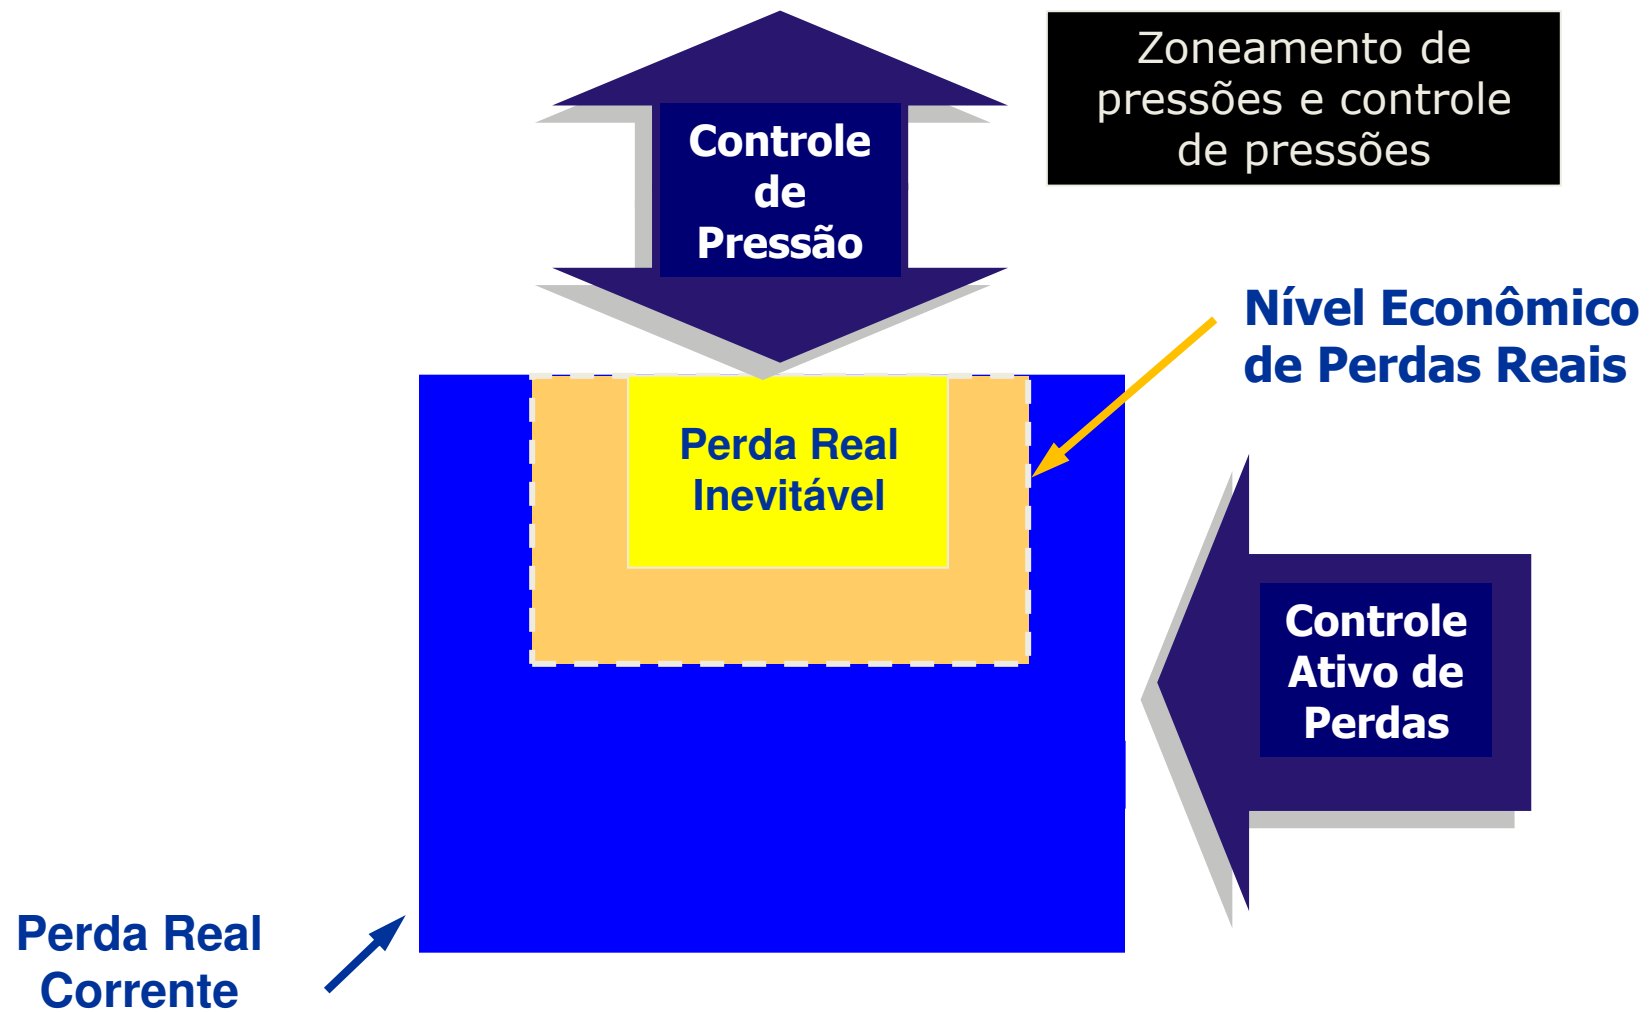 Zoneamento de
pressões e controle
de pressões
Controle
de
Pressão
Nível Econômico
de Perdas Reais
Perda Real
Inevitável
Controle
Ativo de
Perdas
Perda Real
Corrente